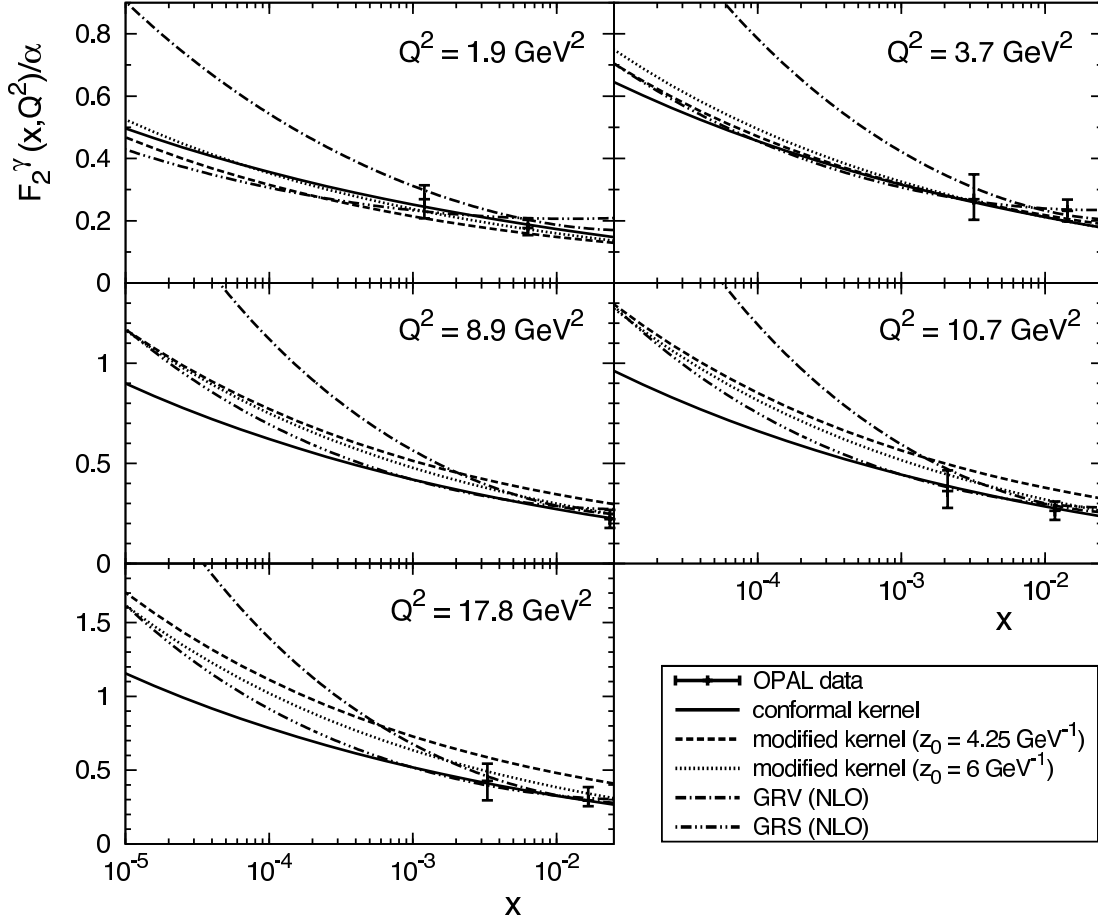 F₂^γ(x,Q²)/α
0.8
0.6
0.4
0.2
0
Q² = 1.9 GeV²
Q² = 3.7 GeV²
1
0.5
0
Q² = 8.9 GeV²
Q² = 10.7 GeV²
10⁻⁴
10⁻³
10⁻²
x
1.5
1
0.5
0
Q² = 17.8 GeV²
10⁻⁵
10⁻⁴
10⁻³
10⁻²
x
OPAL data
conformal kernel
modified kernel (z₀ = 4.25 GeV⁻¹)
modified kernel (z₀ = 6 GeV⁻¹)
GRV (NLO)
GRS (NLO)